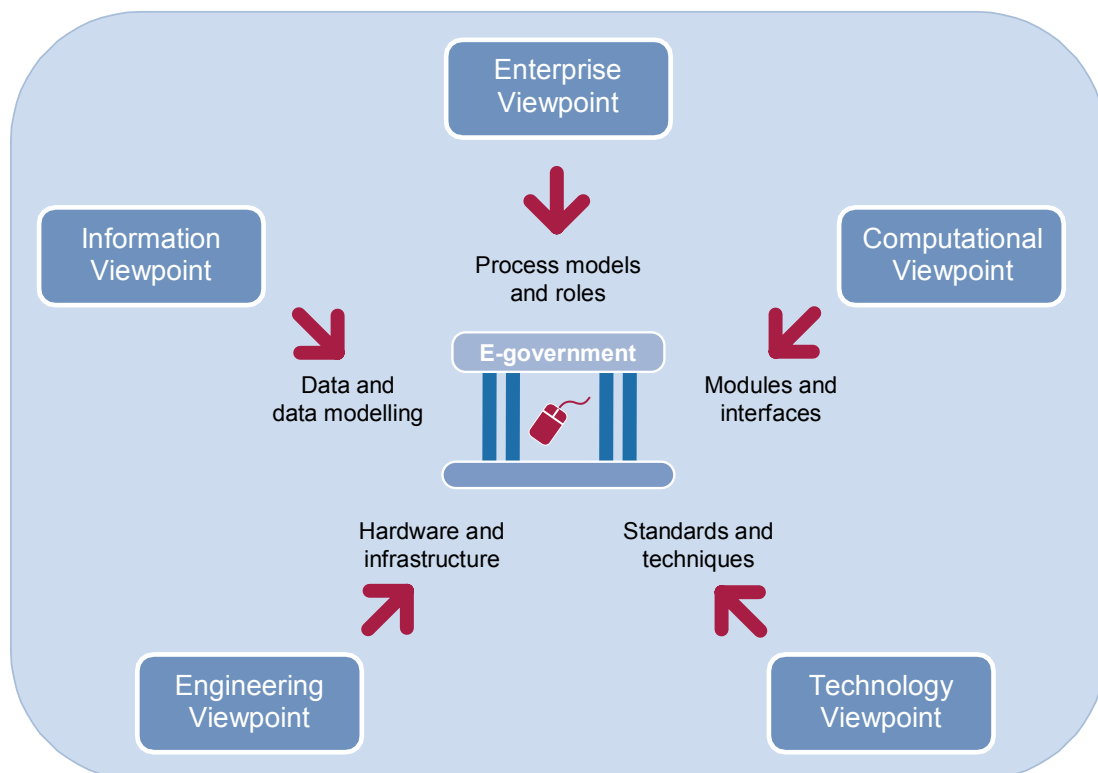 Enterprise
Viewpoint
Information
Viewpoint
Computational
Viewpoint
Process models
and roles
E-government
Data and
data modelling
Modules and
interfaces
Hardware and
infrastructure
Standards and
techniques
Engineering
Viewpoint
Technology
Viewpoint